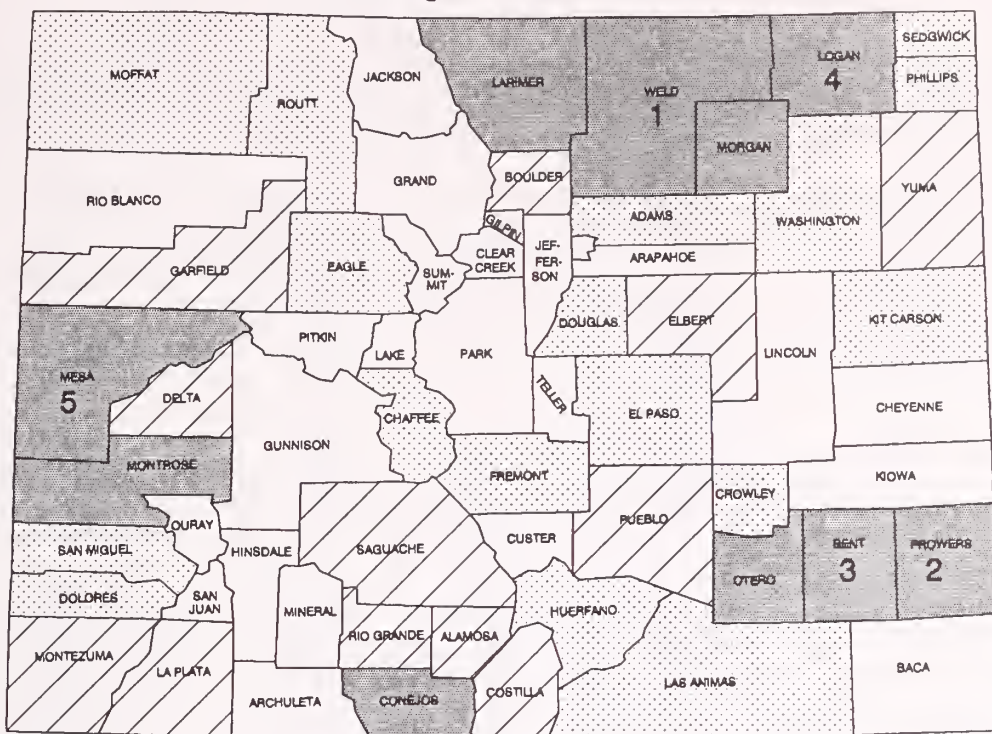 SEDGWICK
LOGAN
4
MOFFAT
JACKSON
LARIMER
WELD
1
PHILLIPS
ROUTT
MORGAN
GRAND
BOULDER
YUMA
RIO BLANCO
ADAMS
WASHINGTON
GILPIN
GARFIELD
EAGLE
SUM-
MIT
CLEAR
CREEK
JEF-
FER-
SON
ARAPAHOE
DOUGLAS
ELBERT
KIT CARSON
PITKIN
LAKE
PARK
LINCOLN
MESA
5
DELTA
TELLER
CHEYENNE
CHAFFEE
EL PASO
GUNNISON
MONTROSE
FREMONT
KIOWA
CROWLEY
OURAY
PUEBLO
SAN MIGUEL
HINSDALE
SAGUACHE
CUSTER
OTERO
BENT
3
PROWERS
2
DOLORES
SAN
JUAN
MINERAL
HUERFANO
RIO GRANDE
ALAMOSA
MONTEZUMA
LA PLATA
ARCHULETA
CONEJOS
COSTILLA
LAS ANIMAS
BACA